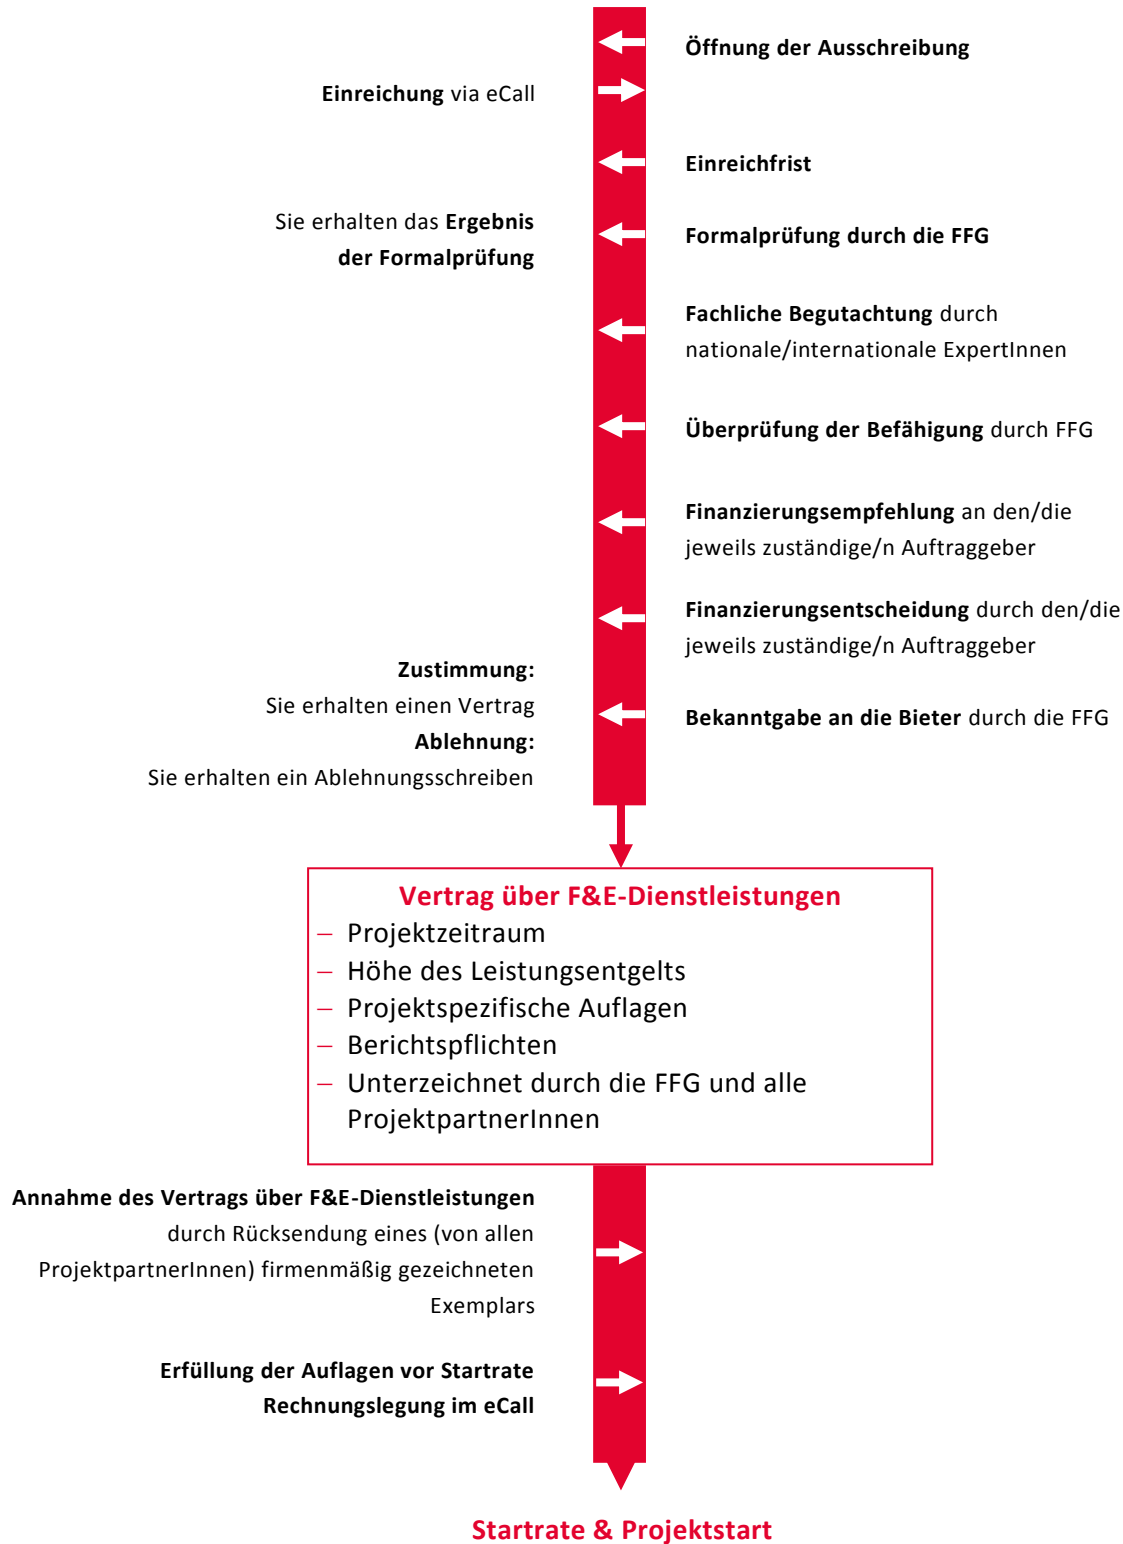 Öffnung der Ausschreibung
Einreichung via eCall
Einreichfrist
Sie erhalten das Ergebnis
der Formalprüfung
Formalprüfung durch die FFG
Fachliche Begutachtung durch
nationale/internationale ExpertInnen
Überprüfung der Befähigung durch FFG
Finanzierungsempfehlung an den/die
jeweils zuständige/n Auftraggeber
Finanzierungsentscheidung durch den/die
jeweils zuständige/n Auftraggeber
Zustimmung:
Sie erhalten einen Vertrag
Ablehnung:
Sie erhalten ein Ablehnungsschreiben
Bekanntgabe an die Bieter durch die FFG
Vertrag über F&E-Dienstleistungen
– Projektzeitraum
– Höhe des Leistungsentgelts
– Projektspezifische Auflagen
– Berichtspflichten
– Unterzeichnet durch die FFG und alle
ProjektpartnerInnen
Annahme des Vertrags über F&E-Dienstleistungen
durch Rücksendung eines (von allen
ProjektpartnerInnen) firmenmäßig gezeichneten
Exemplars
Erfüllung der Auflagen vor Startrate
Rechnungslegung im eCall
Startrate & Projektstart